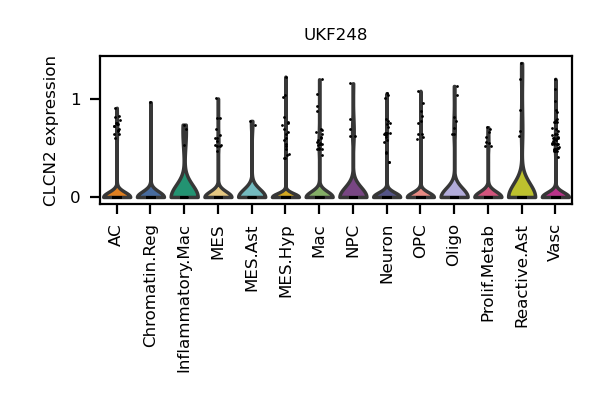 UKF248
CLCN2 expression
1
0
AC
Chromatin.Reg
Inflammatory.Mac
MES
MES.Ast
MES.Hyp
Mac
NPC
Neuron
OPC
Oligo
Prolif.Metab
Reactive.Ast
Vasc